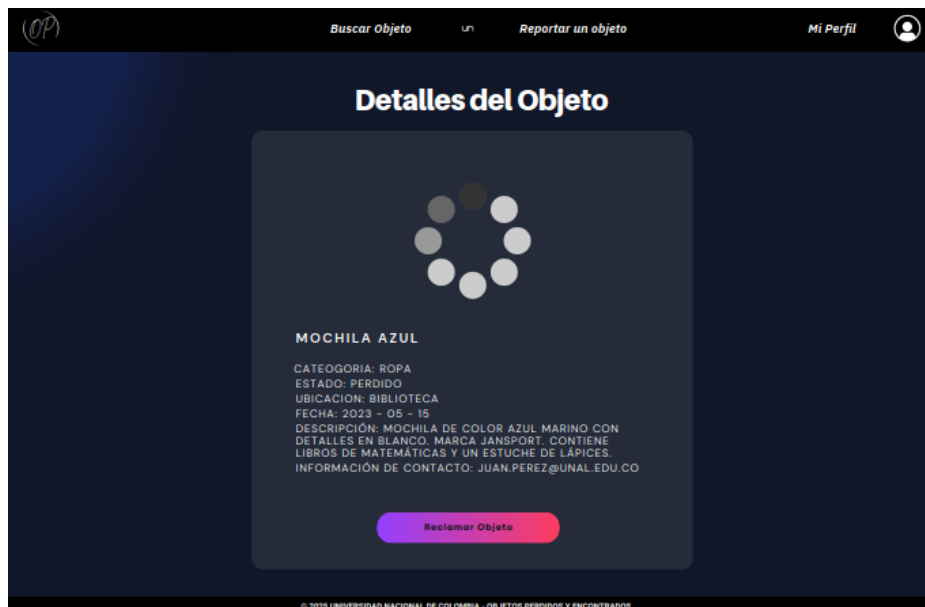 OP
Buscar Objeto un Reportar un objeto Mi Perfil
Detalles del Objeto
MOCHILA AZUL
CATEOGORIA: ROPA
ESTADO: PERDIDO
UBICACION: BIBLIOTECA
FECHA: 2023 - 05 - 15
DESCRIPCIÓN: MOCHILA DE COLOR AZUL MARINO CON
DETALLES EN BLANCO. MARCA JANSPORT. CONTIENE
LIBROS DE MATEMÁTICAS Y UN ESTUCHE DE LÁPICES.
INFORMACIÓN DE CONTACTO: JUAN.PEREZ@UNAL.EDU.CO
Reclamar Objeto
© 2025 UNIVERSIDAD NACIONAL DE COLOMBIA - OBJETOS PERDIDOS Y ENCONTRADOS